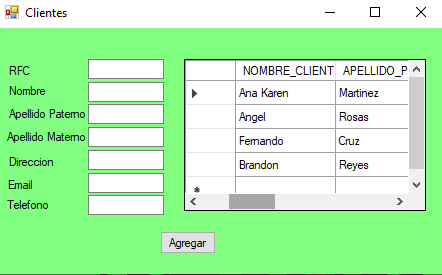 Clientes
RFC
Nombre
Apellido Paterno
Apellido Materno
Direccion
Email
Telefono
NOMBRE_CLIENT APELLIDO_P
Ana Karen Martinez
Angel Rosas
Fernando Cruz
Brandon Reyes
Agregar